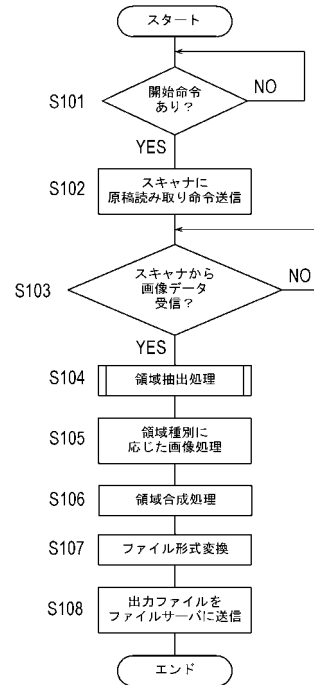 スタート
S101
開始命令
あり?
NO
YES
S102
スキャナに
原稿読み取り命令送信
S103
スキャナから
画像データ
受信?
NO
YES
S104
領域抽出処理
S105
領域種別に
応じた画像処理
S106
領域合成処理
S107
ファイル形式変換
S108
出力ファイルを
ファイルサーバに送信
エンド